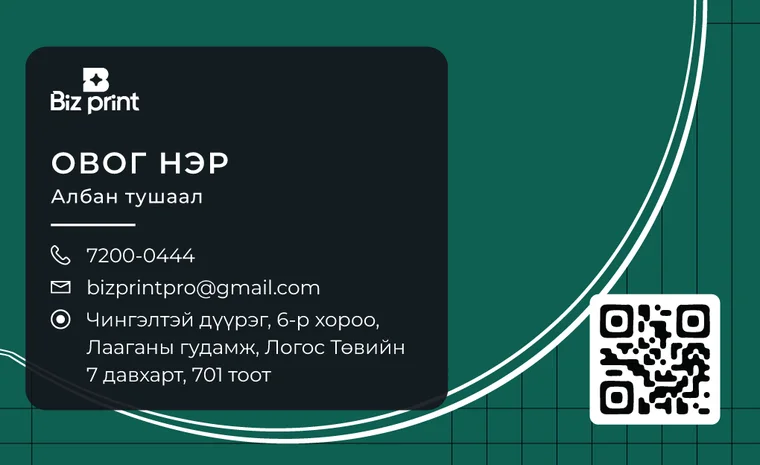 Biz print
ОВОГ НЭР
Албан тушаал
7200-0444
bizprintpro@gmail.com
Чингэлтэй дүүрэг, 6-р хороо,
Лааганы гудамж, Логос Төвийн
7 давхарт, 701 тоот